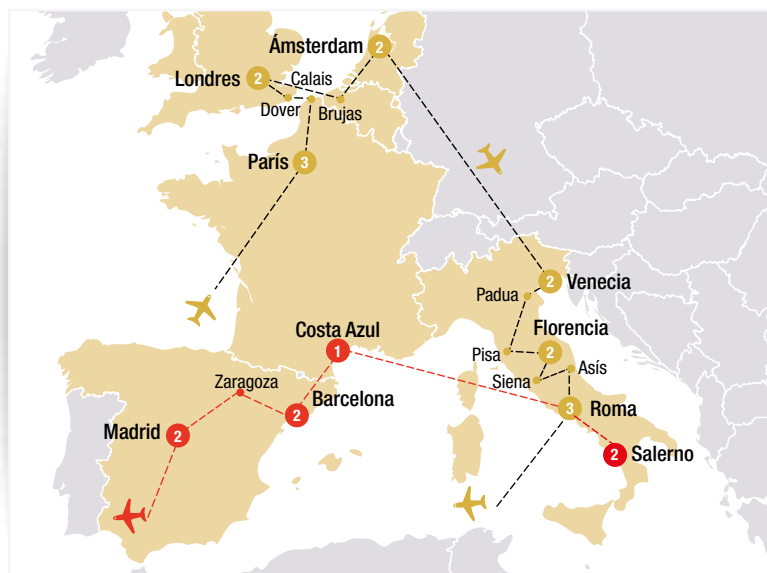 Ámsterdam
2
Londres
2
Calais
Dover
Brujas
París
3
Venecia
2
Padua
Florencia
2
Costa Azul
1
Pisa
Asís
Siena
Zaragoza
Barcelona
2
Roma
3
Madrid
2
Salerno
2